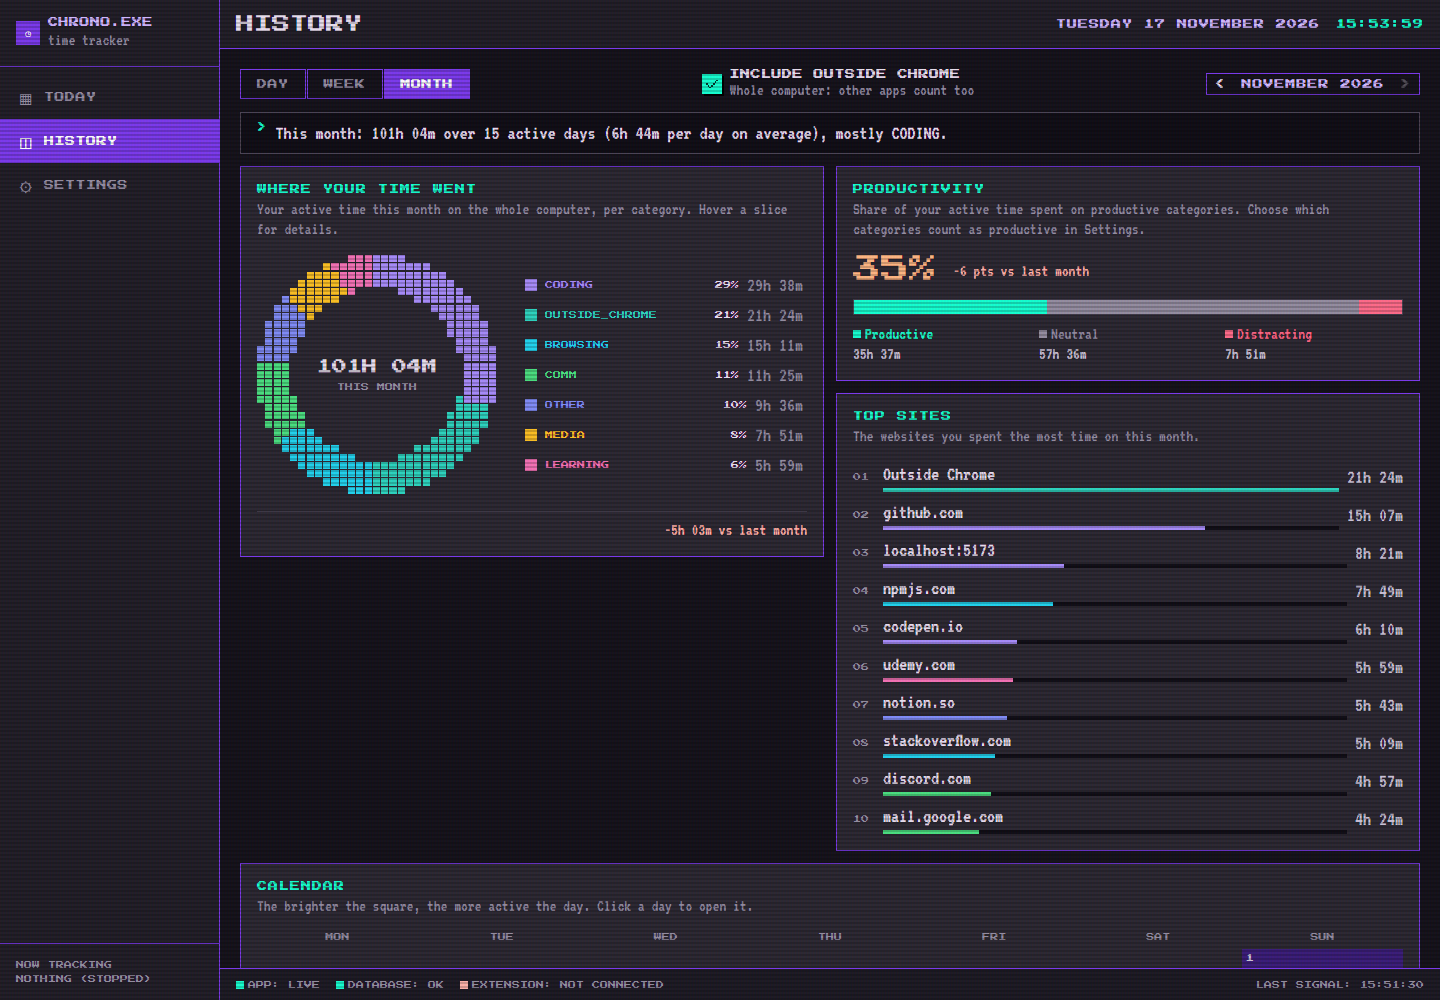 CHRONO.EXE
time tracker
TODAY
HISTORY
SETTINGS
NOW TRACKING
NOTHING (STOPPED)
HISTORY
TUESDAY 17 NOVEMBER 2026 15:53:59
DAY WEEK MONTH
INCLUDE OUTSIDE CHROME
Whole computer: other apps count too
< NOVEMBER 2026 >
> This month: 101h 04m over 15 active days (6h 44m per day on average), mostly CODING.
WHERE YOUR TIME WENT
Your active time this month on the whole computer, per category. Hover a slice
for details.
101H 04M
THIS MONTH
CODING 29% 29h 38m
OUTSIDE_CHROME 21% 21h 24m
BROWSING 15% 15h 11m
COMM 11% 11h 25m
OTHER 10% 9h 36m
MEDIA 8% 7h 51m
LEARNING 6% 5h 59m
-5h 03m vs last month
PRODUCTIVITY
Share of your active time spent on productive categories. Choose which
categories count as productive in Settings.
35% -6 pts vs last month
Productive Neutral Distracting
35h 37m 57h 36m 7h 51m
TOP SITES
The websites you spent the most time on this month.
01 Outside Chrome 21h 24m
02 github.com 15h 07m
03 localhost:5173 8h 21m
04 npmjs.com 7h 49m
05 codepen.io 6h 10m
06 udemy.com 5h 59m
07 notion.so 5h 43m
08 stackoverflow.com 5h 09m
09 discord.com 4h 57m
10 mail.google.com 4h 24m
CALENDAR
The brighter the square, the more active the day. Click a day to open it.
MON TUE WED THU FRI SAT SUN
1
APP: LIVE DATABASE: OK EXTENSION: NOT CONNECTED
LAST SIGNAL: 15:51:30